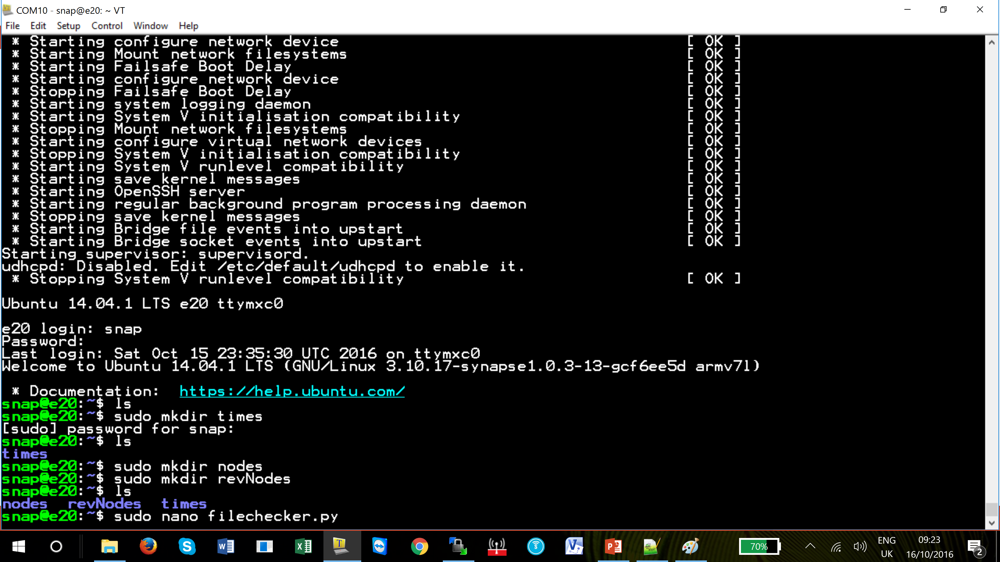 COM10 - snap@e20: ~ VT
File Edit Setup Control Window Help
* Starting configure network device [ OK ]
* Starting Mount network filesystems [ OK ]
* Starting Failsafe Boot Delay [ OK ]
* Starting configure network device [ OK ]
* Stopping Failsafe Boot Delay [ OK ]
* Starting system logging daemon [ OK ]
* Starting System V initialisation compatibility [ OK ]
* Stopping Mount network filesystems [ OK ]
* Starting configure virtual network devices [ OK ]
* Stopping System V initialisation compatibility [ OK ]
* Starting System V runlevel compatibility [ OK ]
* Starting save kernel messages [ OK ]
* Starting OpenSSH server [ OK ]
* Starting regular background program processing daemon [ OK ]
* Stopping save kernel messages [ OK ]
* Starting Bridge file events into upstart [ OK ]
* Starting Bridge socket events into upstart [ OK ]
Starting supervisor: supervisord.
udhcpd: Disabled. Edit /etc/default/udhcpd to enable it.
* Stopping System V runlevel compatibility [ OK ]
Ubuntu 14.04.1 LTS e20 ttymxc0
e20 login: snap
Password:
Last login: Sat Oct 15 23:35:30 UTC 2016 on ttymxc0
Welcome to Ubuntu 14.04.1 LTS (GNU/Linux 3.10.17-synapse1.0.3-13-gcf6ee5d armv7l)
* Documentation: https://help.ubuntu.com/
snap@e20:~$ ls
snap@e20:~$ sudo mkdir times
[sudo] password for snap:
snap@e20:~$ ls
times
snap@e20:~$ sudo mkdir nodes
snap@e20:~$ sudo mkdir revNodes
snap@e20:~$ ls
nodes revNodes times
snap@e20:~$ sudo nano filechecker.py
70%
ENG
UK
09:23
16/10/2016
2